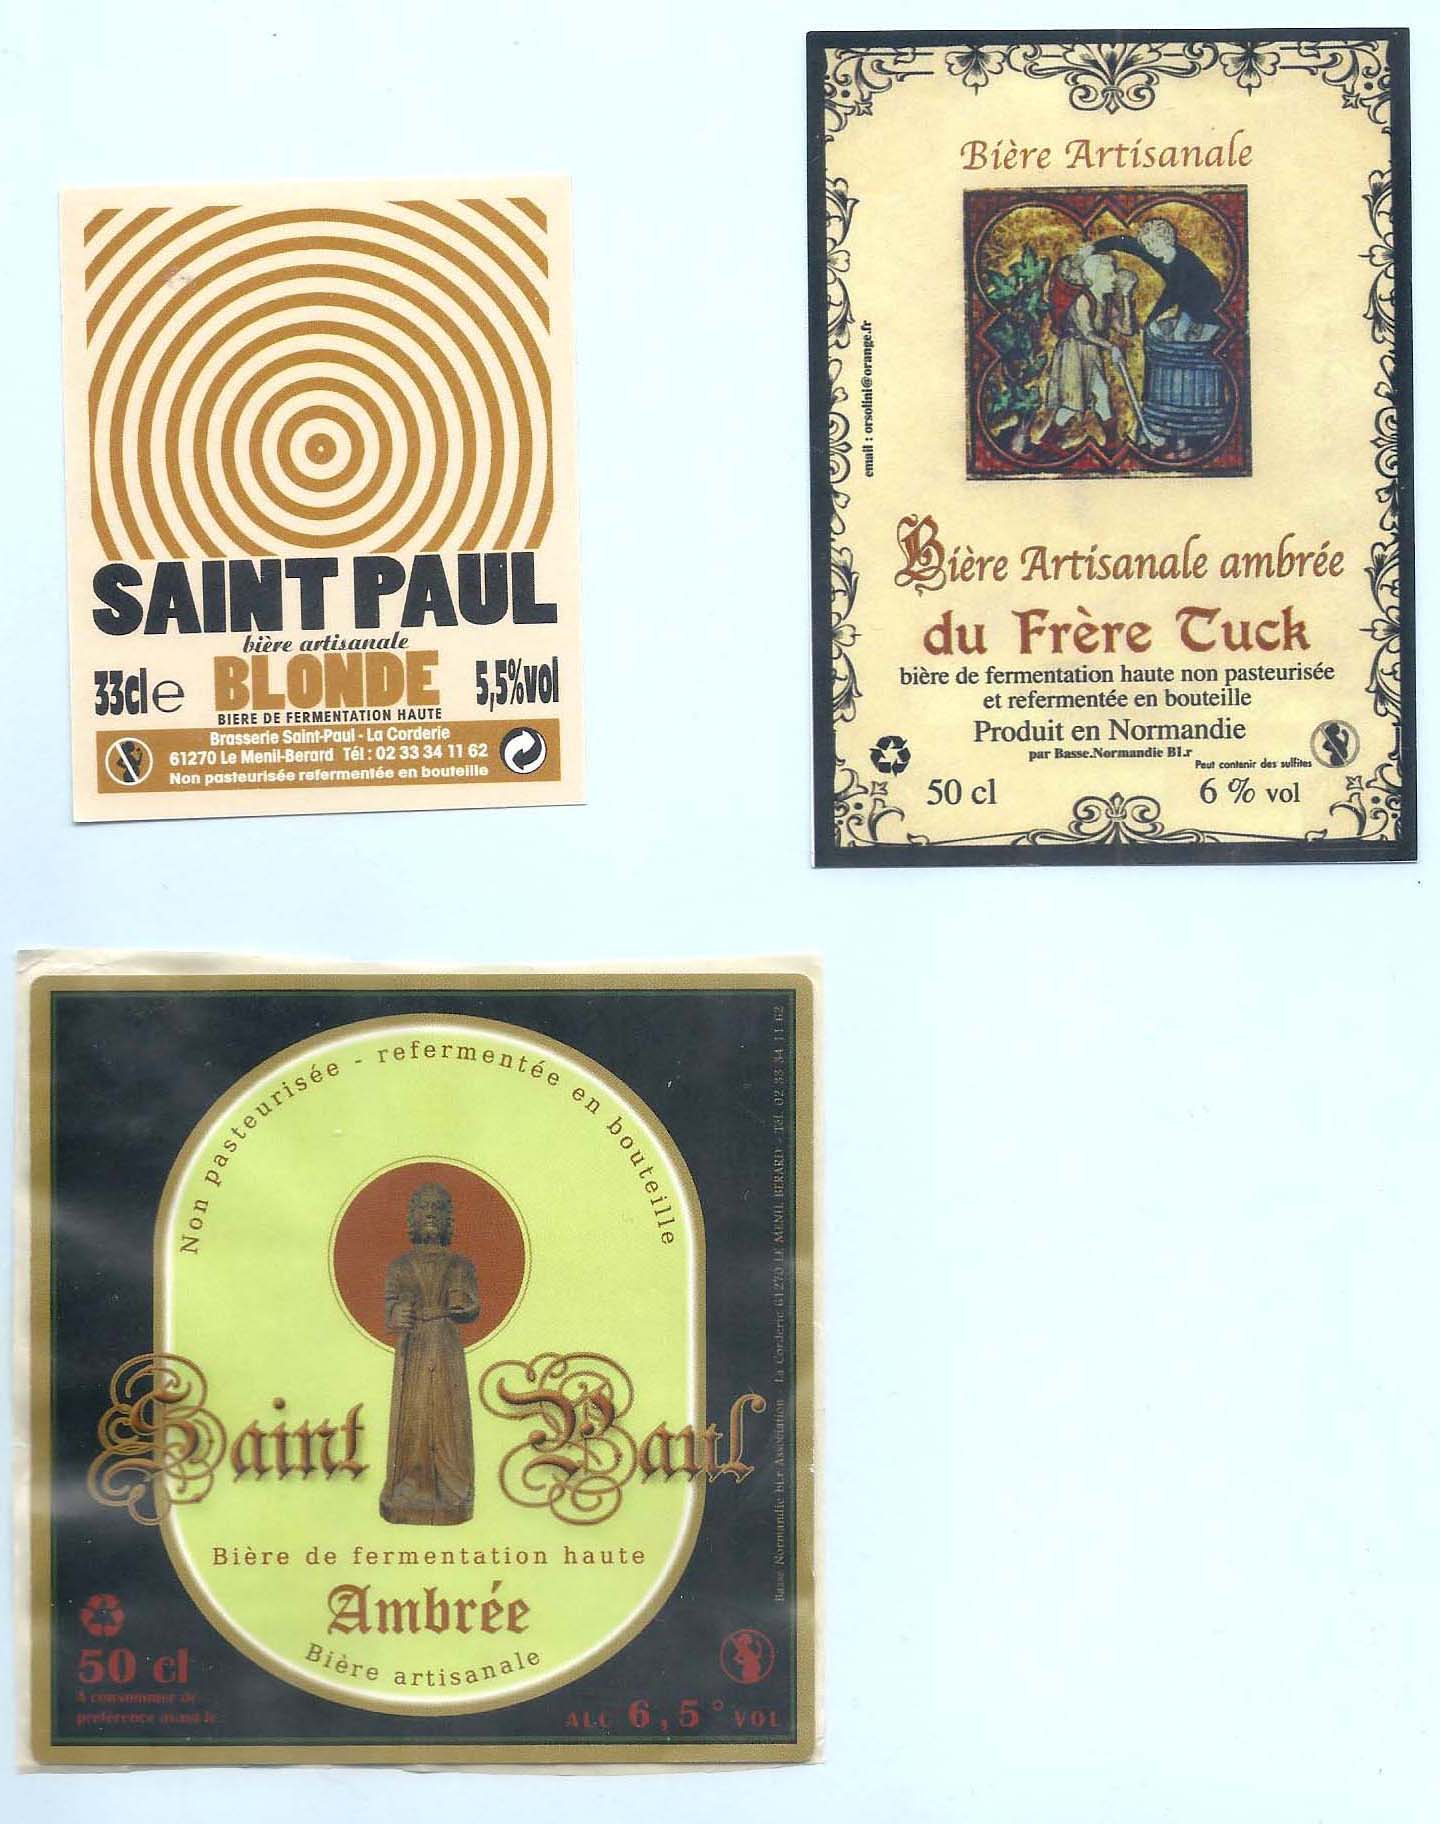 SAINT PAUL
bière artisanale
33cl e BLONDE 5,5%vol
BIERE DE FERMENTATION HAUTE
Brasserie Saint-Paul - La Corderie
61270 Le Menil-Berard Tél : 02 33 34 11 62
Non pasteurisée refermentée en bouteille
Bière Artisanale
email : orsolini@orange.fr
Bière Artisanale ambrée
du Frère Tuck
bière de fermentation haute non pasteurisée
et refermentée en bouteille
Produit en Normandie
par Basse.Normandie B1.r
Peut contenir des sulfites
50 cl 6 % vol
Non pasteurisée - refermentée en bouteille
Saint Paul
Bière de fermentation haute
Ambrée
Bière artisanale
50 cl
A consommer de
préférence avant le :
ALC 6,5° VOL
Basse Normandie bl.r Association - La Corderie 61270 LE MENIL BERARD - Tél. 02 33 34 11 62